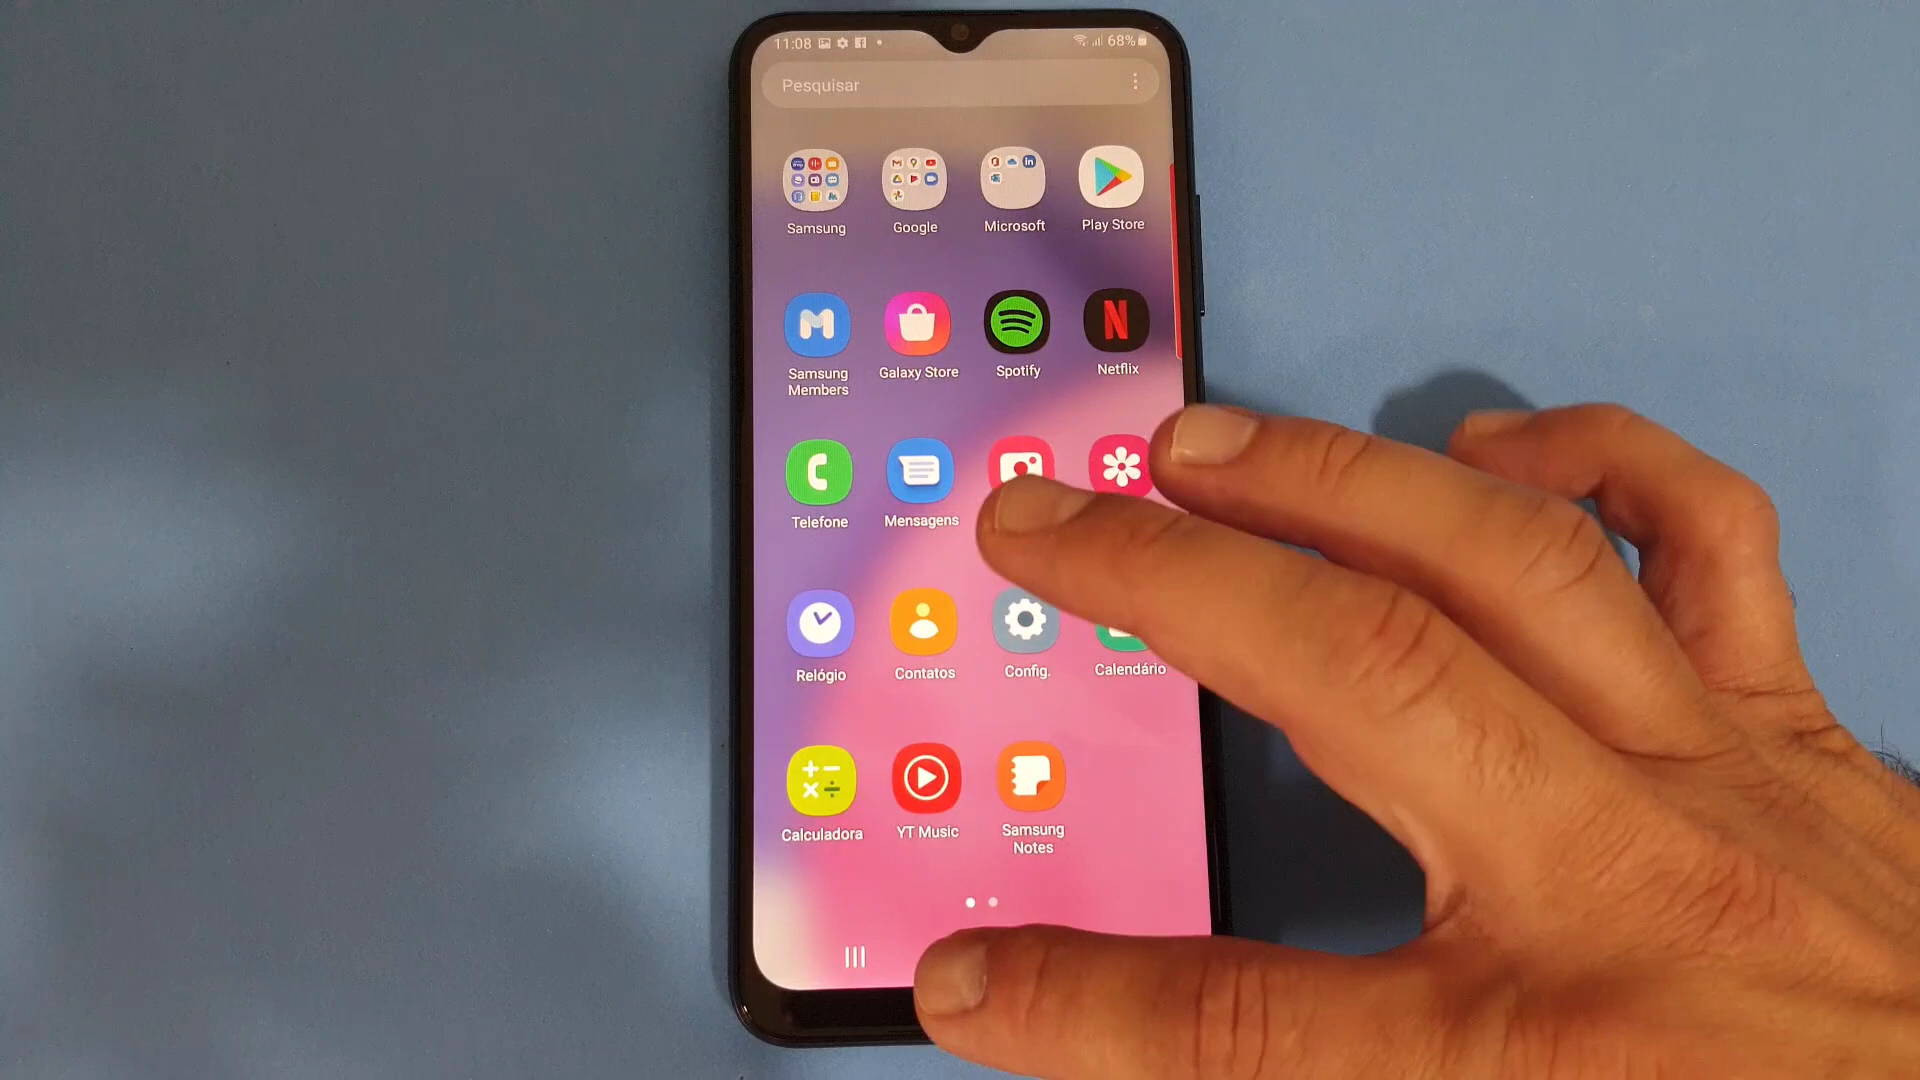 11:08 68%
Pesquisar
Samsung Google Microsoft Play Store
Samsung Members Galaxy Store Spotify Netflix
Telefone Mensagens
Relógio Contatos Config. Calendário
Calculadora YT Music Samsung Notes